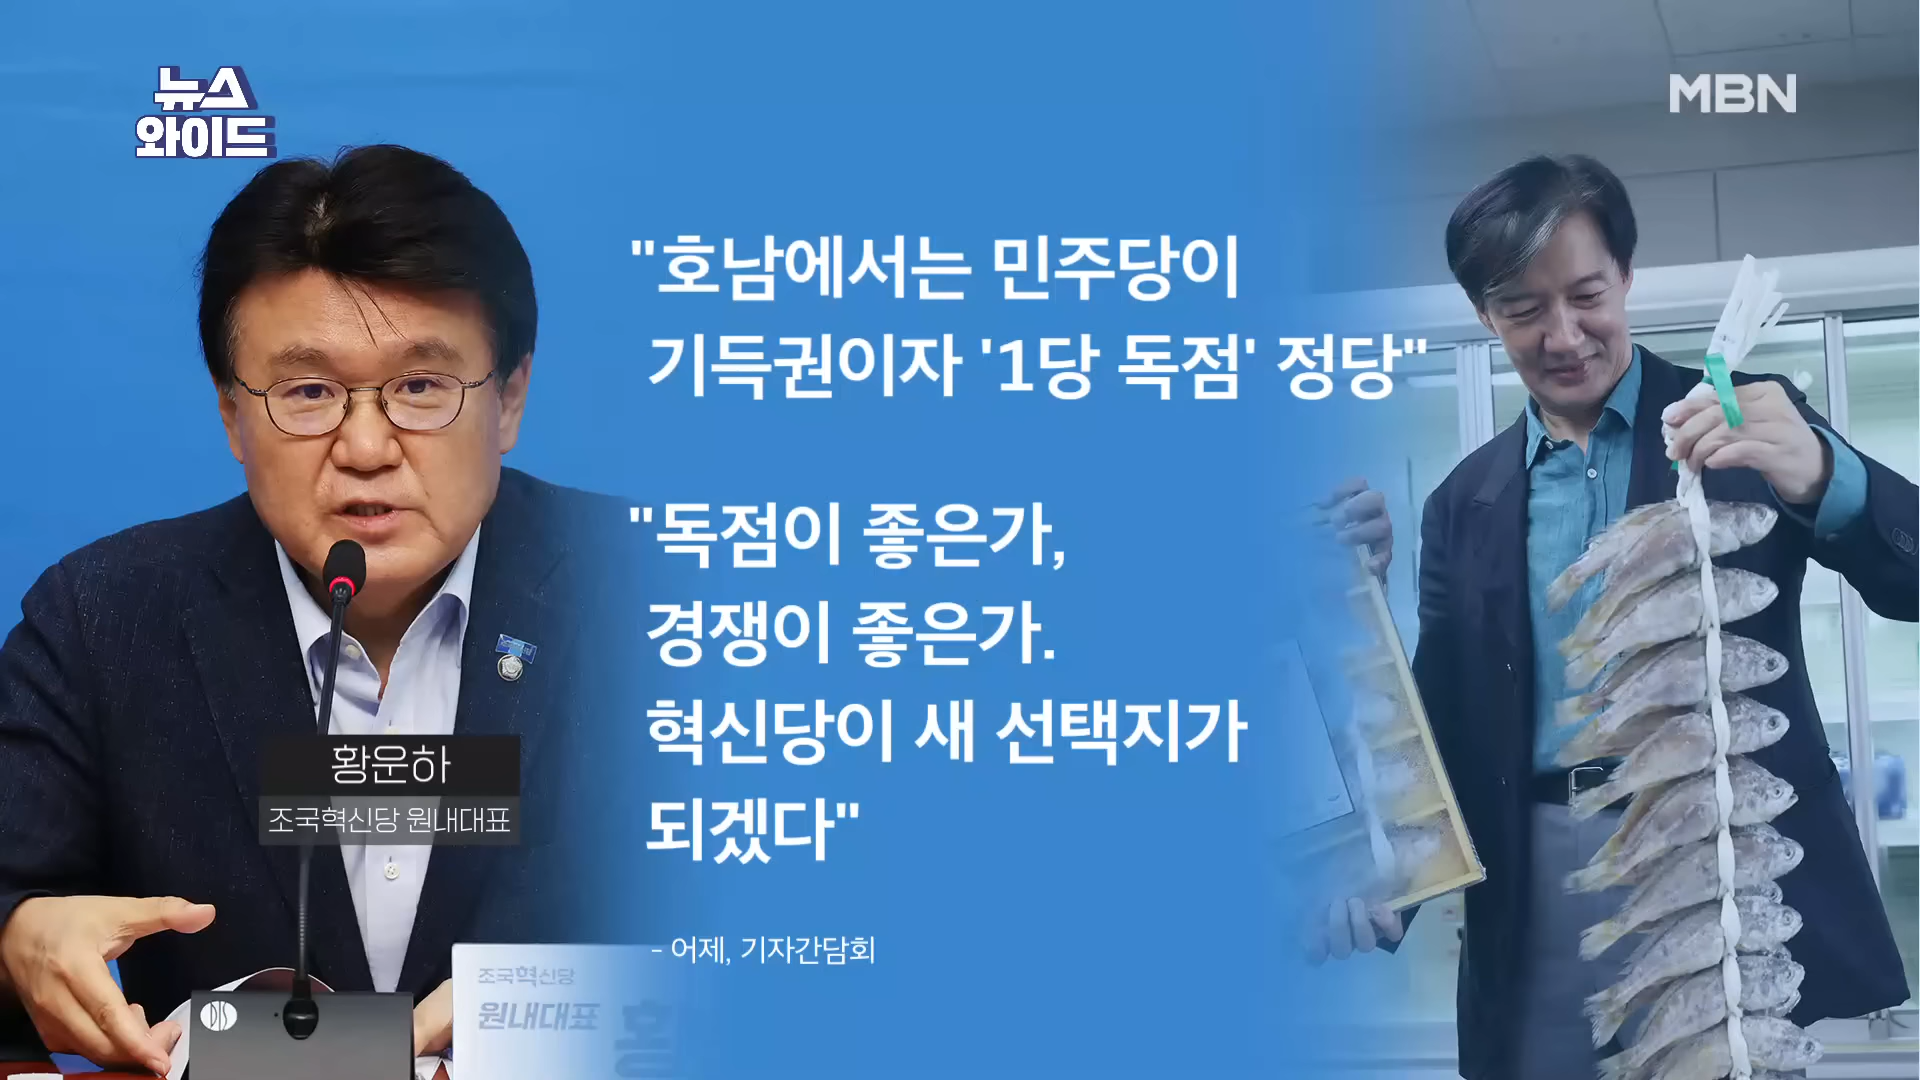 뉴스
와이드
MBN
"호남에서는 민주당이
기득권이자 '1당 독점' 정당"
"독점이 좋은가,
경쟁이 좋은가.
혁신당이 새 선택지가
되겠다"
- 어제, 기자간담회
황운하
조국혁신당 원내대표
조국혁신당
원내대표 황
DIS